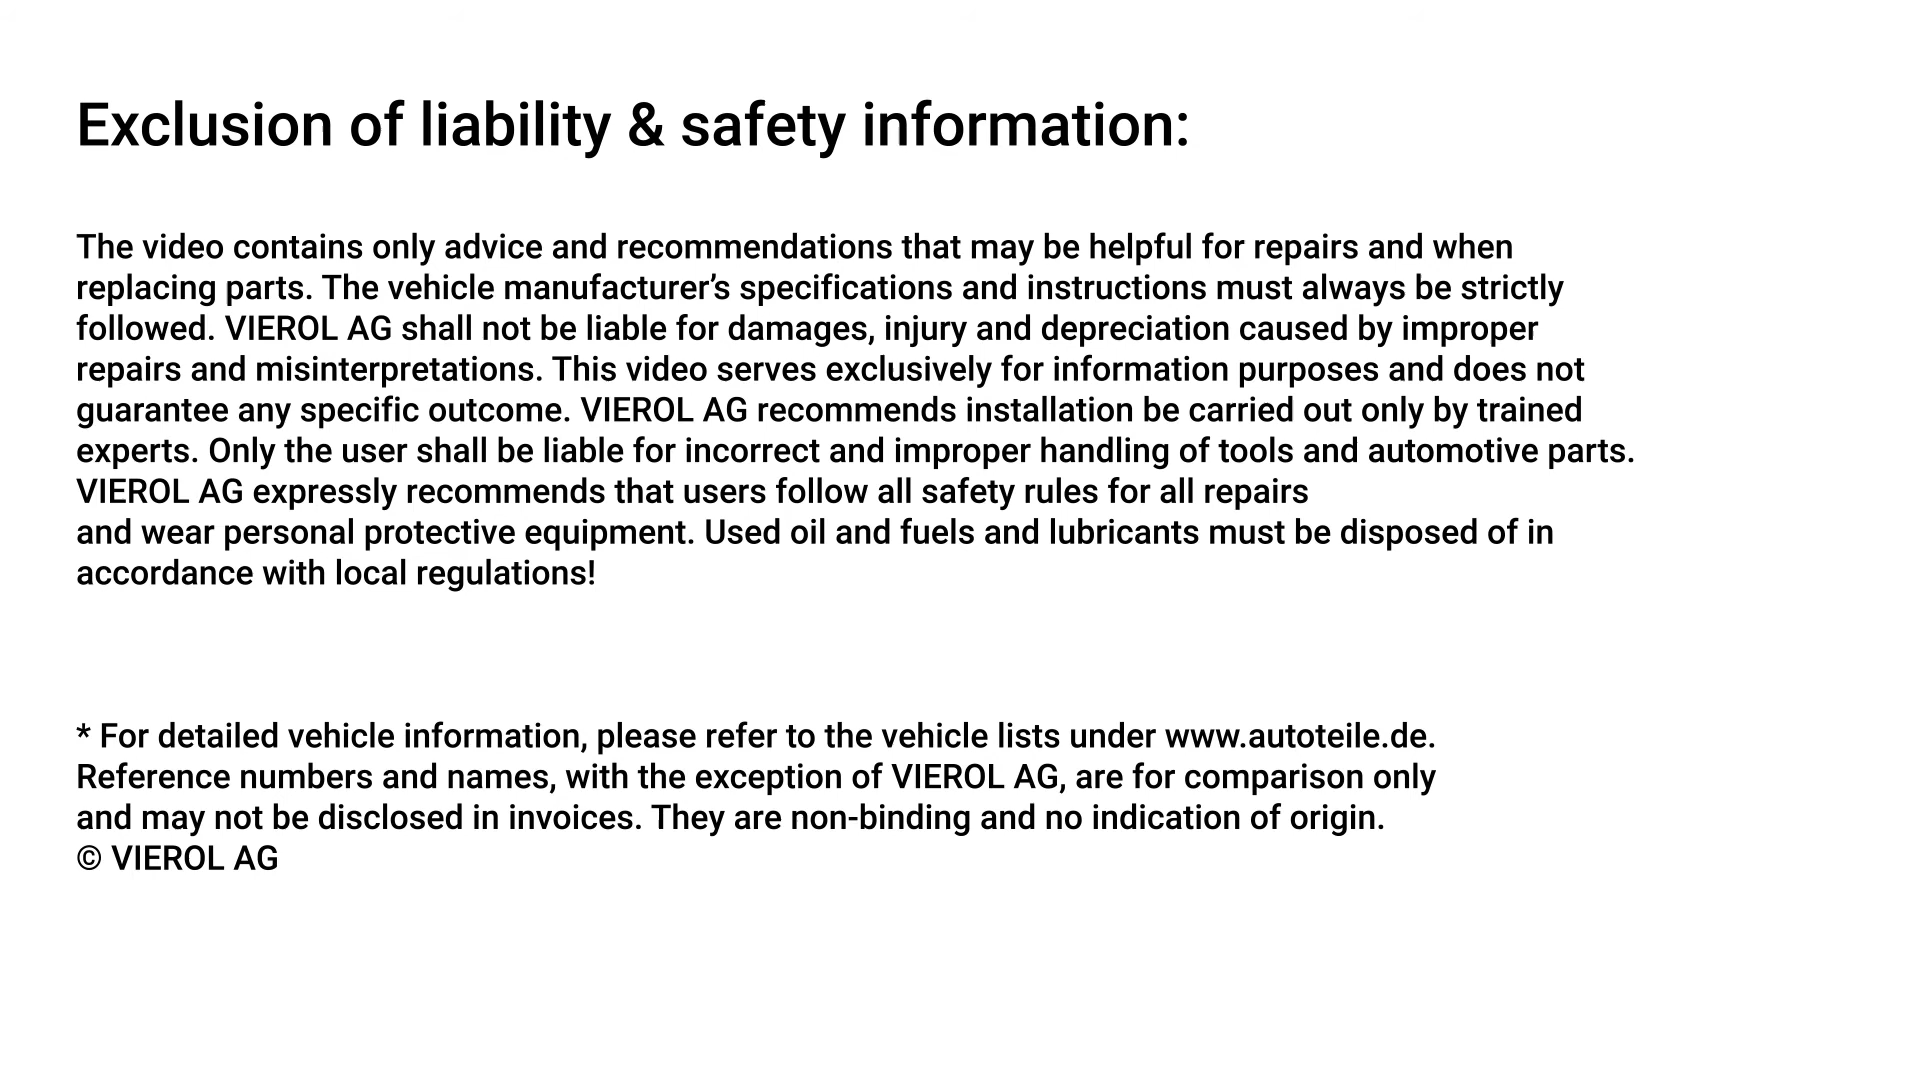 Exclusion of liability & safety information:
The video contains only advice and recommendations that may be helpful for repairs and when
replacing parts. The vehicle manufacturer’s specifications and instructions must always be strictly
followed. VIEROL AG shall not be liable for damages, injury and depreciation caused by improper
repairs and misinterpretations. This video serves exclusively for information purposes and does not
guarantee any specific outcome. VIEROL AG recommends installation be carried out only by trained
experts. Only the user shall be liable for incorrect and improper handling of tools and automotive parts.
VIEROL AG expressly recommends that users follow all safety rules for all repairs
and wear personal protective equipment. Used oil and fuels and lubricants must be disposed of in
accordance with local regulations!
* For detailed vehicle information, please refer to the vehicle lists under www.autoteile.de.
Reference numbers and names, with the exception of VIEROL AG, are for comparison only
and may not be disclosed in invoices. They are non-binding and no indication of origin.
© VIEROL AG